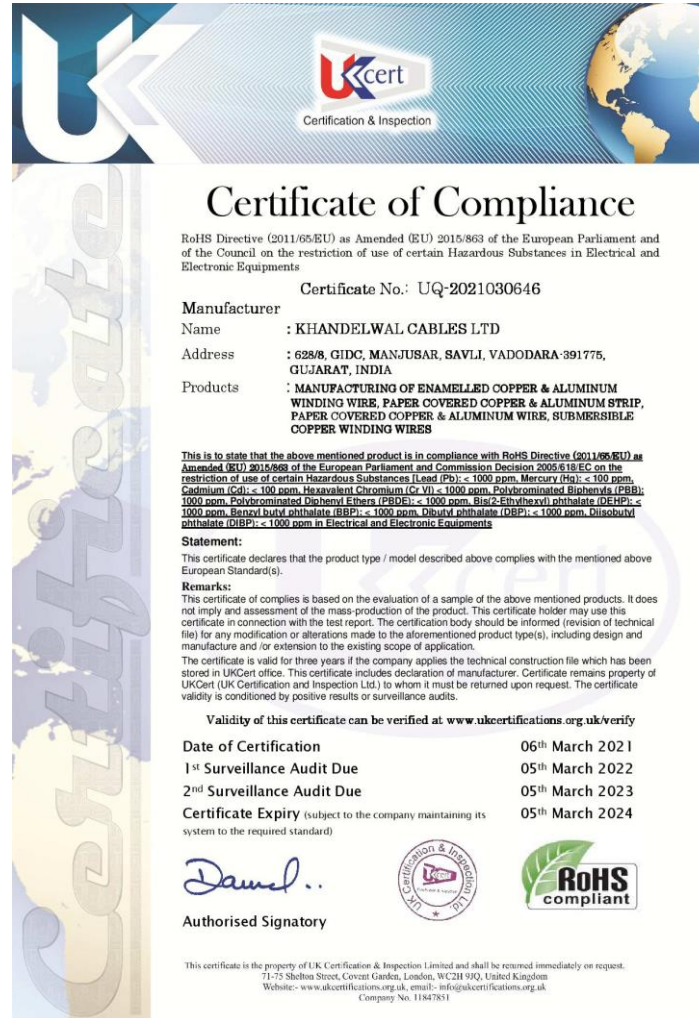 UKcert
Certification & Inspection
Certificate
Certificate of Compliance
RoHS Directive (2011/65/EU) as Amended (EU) 2015/863 of the European Parliament and
of the Council on the restriction of use of certain Hazardous Substances in Electrical and
Electronic Equipments
Certificate No.: UQ-2021030646
Manufacturer
Name : KHANDELWAL CABLES LTD
Address : 628/8, GIDC, MANJUSAR, SAVLI, VADODARA-391775,
GUJARAT, INDIA
Products : MANUFACTURING OF ENAMELLED COPPER & ALUMINUM
WINDING WIRE, PAPER COVERED COPPER & ALUMINUM STRIP,
PAPER COVERED COPPER & ALUMINUM WIRE, SUBMERSIBLE
COPPER WINDING WIRES
This is to state that the above mentioned product is in compliance with RoHS Directive (2011/65/EU) as
Amended (EU) 2015/863 of the European Parliament and Commission Decision 2005/618/EC on the
restriction of use of certain Hazardous Substances [Lead (Pb): < 1000 ppm, Mercury (Hg): < 100 ppm,
Cadmium (Cd): < 100 ppm, Hexavalent Chromium (Cr VI) < 1000 ppm, Polybrominated Biphenyls (PBB):
1000 ppm, Polybrominated Diphenyl Ethers (PBDE): < 1000 ppm, Bis(2-Ethylhexyl) phthalate (DEHP): <
1000 ppm, Benzyl butyl phthalate (BBP): < 1000 ppm, Dibutyl phthalate (DBP): < 1000 ppm, Diisobutyl
phthalate (DIBP): < 1000 ppm in Electrical and Electronic Equipments
Statement:
This certificate declares that the product type / model described above complies with the mentioned above
European Standard(s).
Remarks:
This certificate of complies is based on the evaluation of a sample of the above mentioned products. It does
not imply and assessment of the mass-production of the product. This certificate holder may use this
certificate in connection with the test report. The certification body should be informed (revision of technical
file) for any modification or alterations made to the aforementioned product type(s), including design and
manufacture and /or extension to the existing scope of application.
The certificate is valid for three years if the company applies the technical construction file which has been
stored in UKCert office. This certificate includes declaration of manufacturer. Certificate remains property of
UKCert (UK Certification and Inspection Ltd.) to whom it must be returned upon request. The certificate
validity is conditioned by positive results or surveillance audits.
Validity of this certificate can be verified at www.ukcertifications.org.uk/verify
Date of Certification 06th March 2021
1st Surveillance Audit Due 05th March 2022
2nd Surveillance Audit Due 05th March 2023
Certificate Expiry (subject to the company maintaining its 05th March 2024
system to the required standard)
UK Certification & Inspection Ltd.
RoHS
compliant
Authorised Signatory
This certificate is the property of UK Certification & Inspection Limited and shall be returned immediately on request.
71-75 Shelton Street, Covent Garden, London, WC2H 9JQ, United Kingdom
Website:- www.ukcertifications.org.uk, email:- info@ukcertifications.org.uk
Company No. 11847851